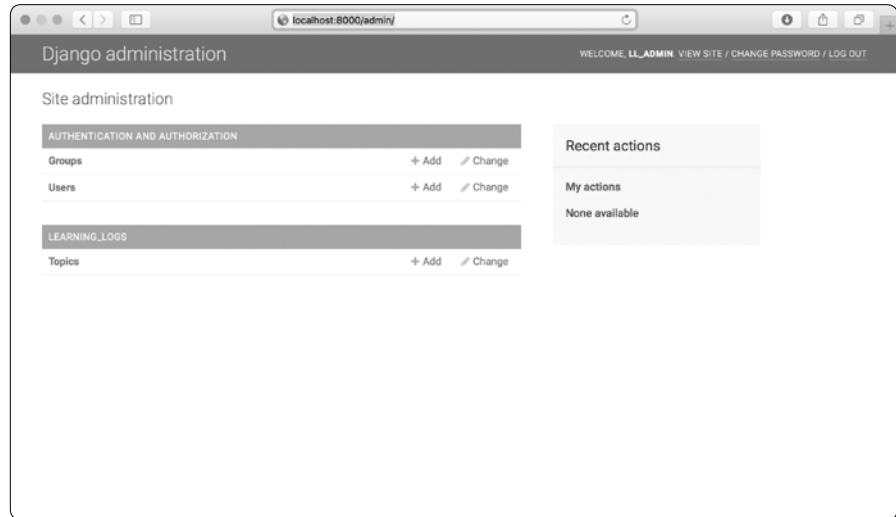 localhost:8000/admin/
Django administration
WELCOME, LL_ADMIN. VIEW SITE / CHANGE PASSWORD / LOG OUT
Site administration
AUTHENTICATION AND AUTHORIZATION
Groups + Add Change
Users + Add Change
LEARNING_LOGS
Topics + Add Change
Recent actions
My actions
None available